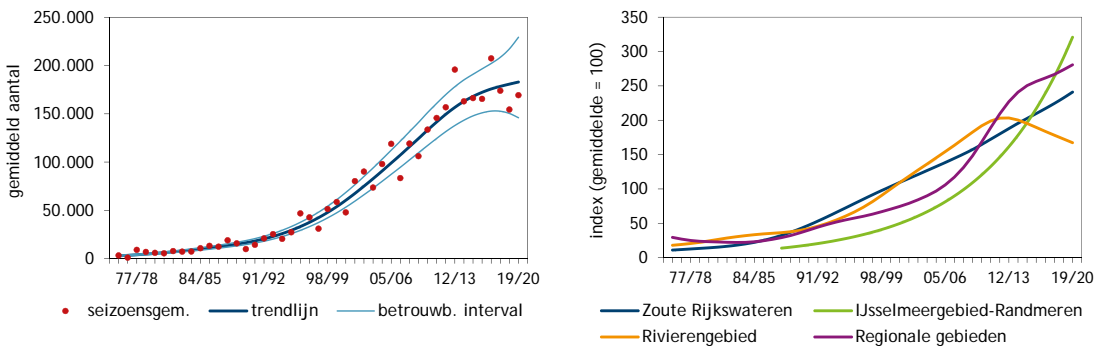 250.000
200.000
150.000
100.000
50.000
0
gemiddeld aantal
77/78 84/85 91/92 98/99 05/06 12/13 19/20
seizoensgem. trendlijn betrouwb. interval
350
300
250
200
150
100
50
0
index (gemiddelde = 100)
77/78 84/85 91/92 98/99 05/06 12/13 19/20
Zoute Rijkswateren IJsselmeergebied-Randmeren
Rivierengebied Regionale gebieden